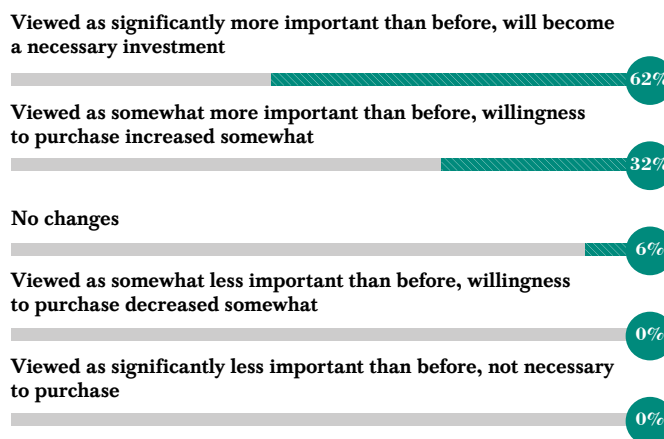 Viewed as significantly more important than before, will become
a necessary investment
62%
Viewed as somewhat more important than before, willingness
to purchase increased somewhat
32%
No changes
6%
Viewed as somewhat less important than before, willingness
to purchase decreased somewhat
0%
Viewed as significantly less important than before, not necessary
to purchase
0%